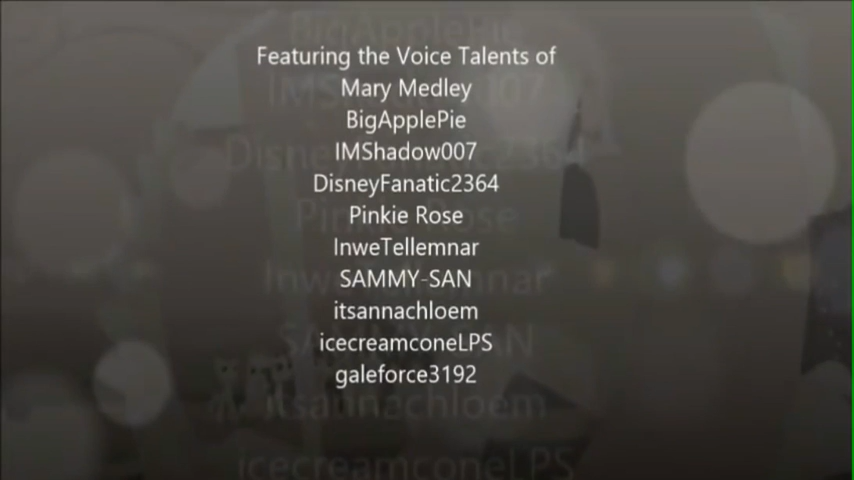 Featuring the Voice Talents of
Mary Medley
BigApplePie
IMShadow007
DisneyFanatic2364
Pinkie Rose
InweTellemnar
SAMMY-SAN
itsannachloem
icecreamconeLPS
galeforce3192